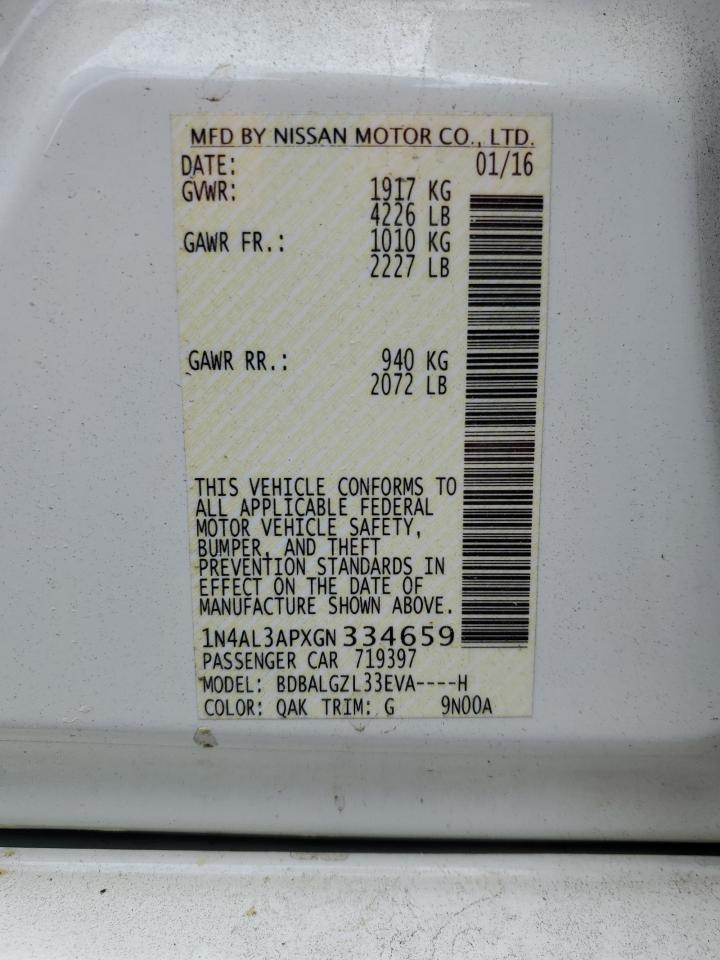 MFD BY NISSAN MOTOR CO., LTD.
DATE: 01/16
GVWR: 1917 KG
4226 LB
GAWR FR.: 1010 KG
2227 LB
GAWR RR.: 940 KG
2072 LB
THIS VEHICLE CONFORMS TO
ALL APPLICABLE FEDERAL
MOTOR VEHICLE SAFETY,
BUMPER, AND THEFT
PREVENTION STANDARDS IN
EFFECT ON THE DATE OF
MANUFACTURE SHOWN ABOVE.
1N4AL3APXGN 334659
PASSENGER CAR 719397
MODEL: BDBALGZL33EVA----H
COLOR: QAK TRIM: G 9N00A